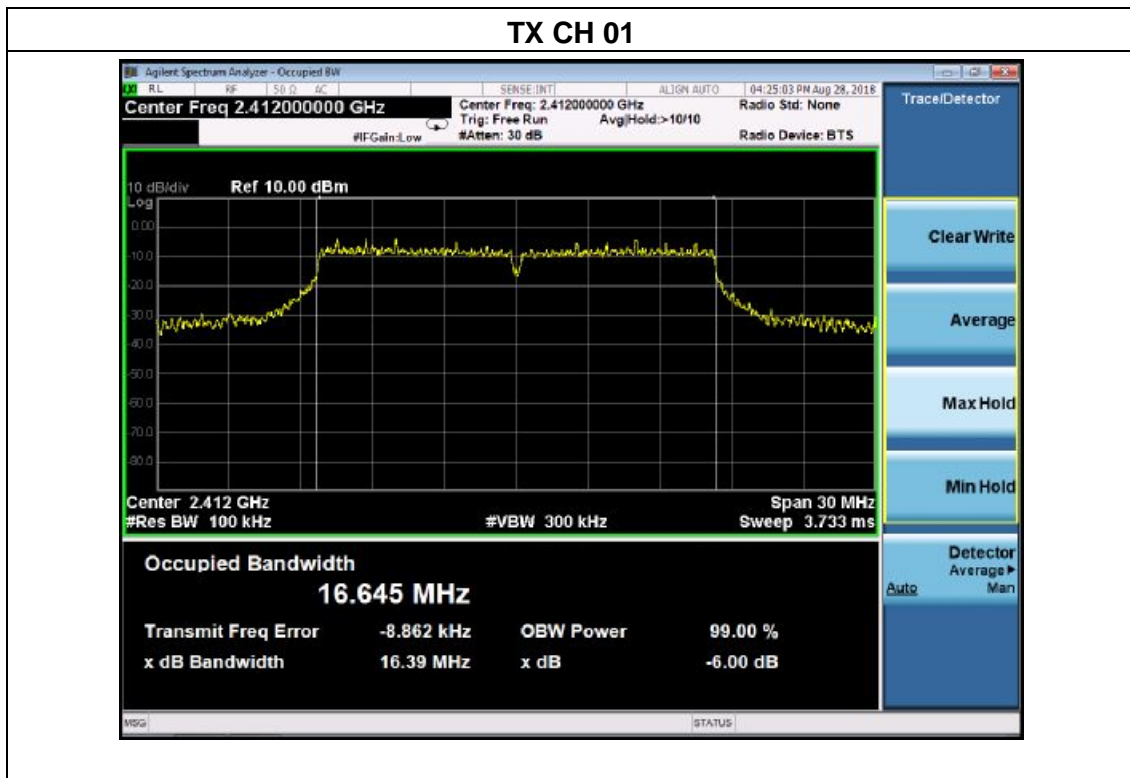 TX CH 01
Agilent Spectrum Analyzer - Occupied BW
RL RF 50 Ω AC SENSE:INT ALIGN AUTO 04:25:03 PM Aug 28, 2018
Center Freq 2.412000000 GHz
Center Freq: 2.412000000 GHz
Radio Std: None
Trig: Free Run Avg|Hold:>10/10
#IFGain:Low #Atten: 30 dB Radio Device: BTS
Trace/Detector
10 dB/div Ref 10.00 dBm
Log
0.00
-10.0
-20.0
-30.0
-40.0
-50.0
-60.0
-70.0
-80.0
Center 2.412 GHz Span 30 MHz
#Res BW 100 kHz #VBW 300 kHz Sweep 3.733 ms
Occupied Bandwidth
16.645 MHz
Transmit Freq Error -8.862 kHz OBW Power 99.00 %
x dB Bandwidth 16.39 MHz x dB -6.00 dB
Clear Write
Average
Max Hold
Min Hold
Detector
Average►
Auto Man
MSG STATUS